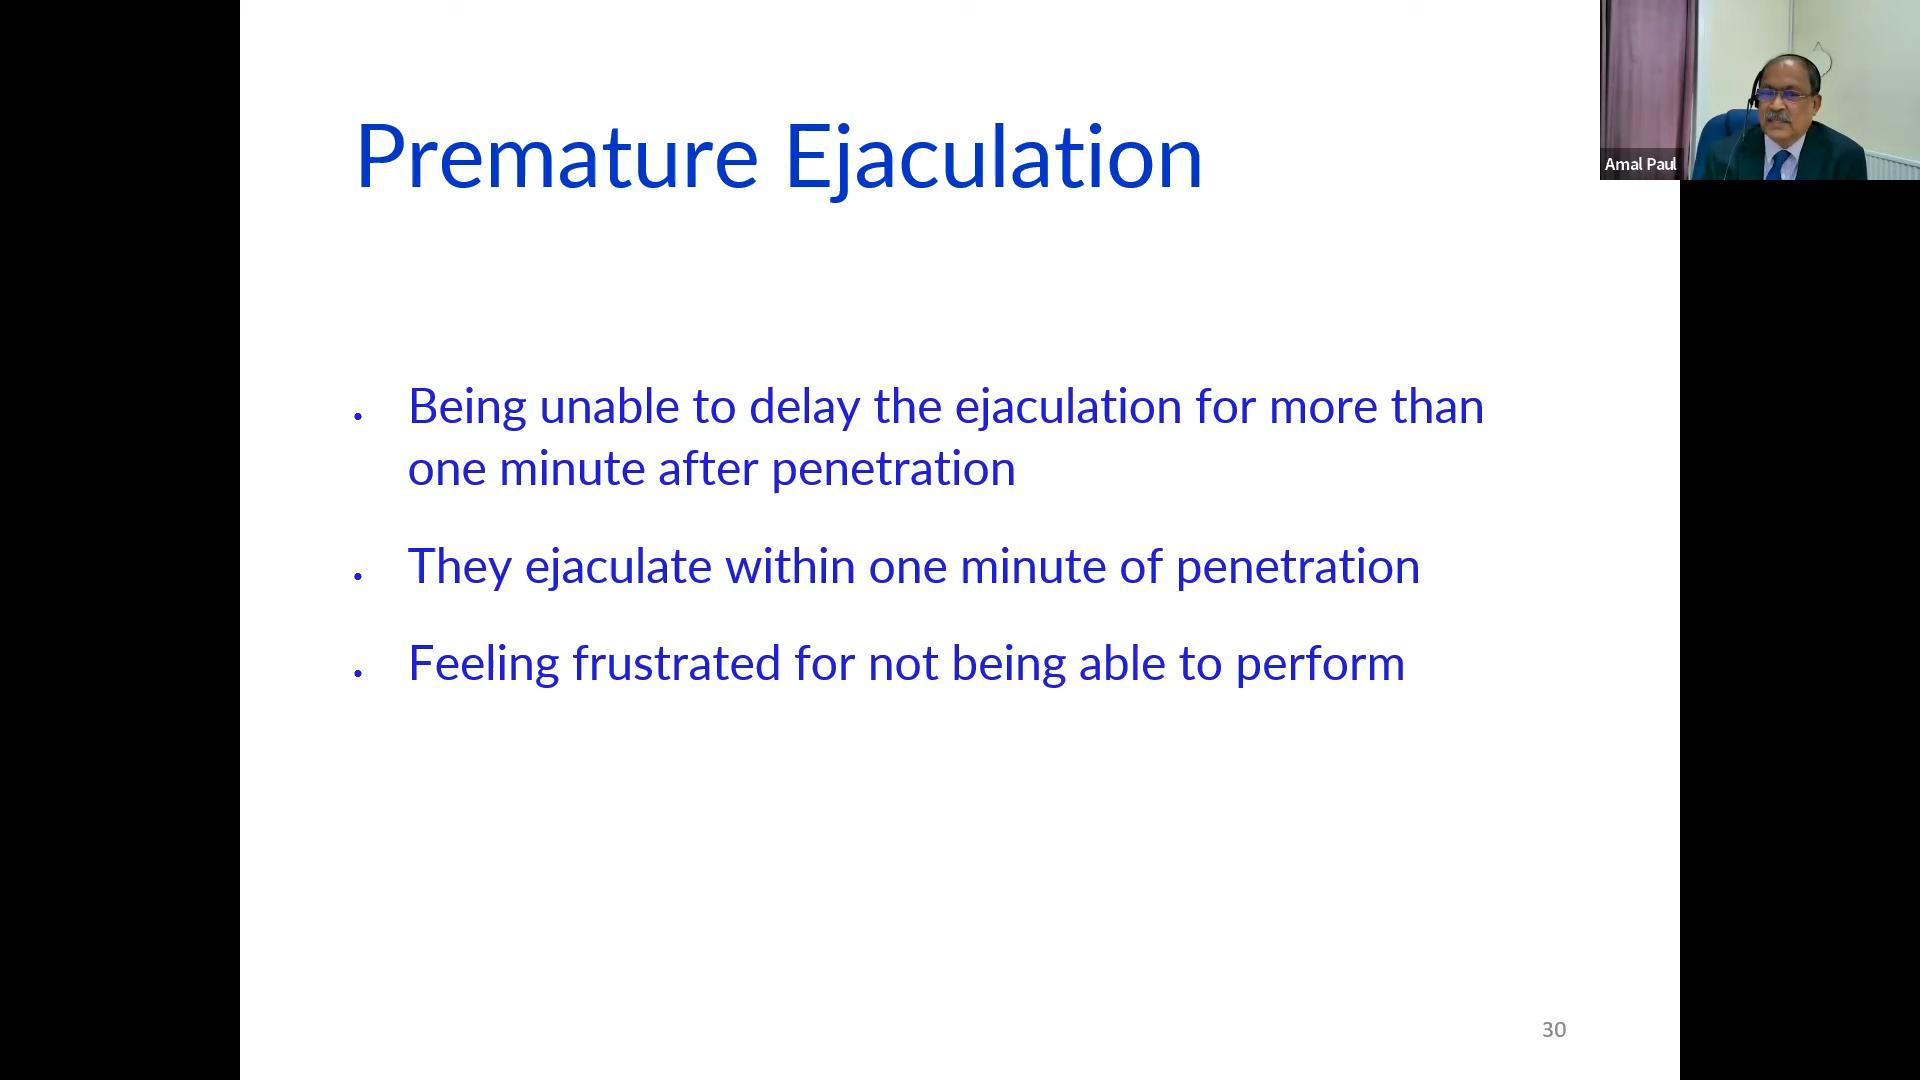 Premature Ejaculation
Amal Paul
• Being unable to delay the ejaculation for more than
one minute after penetration
• They ejaculate within one minute of penetration
• Feeling frustrated for not being able to perform
30